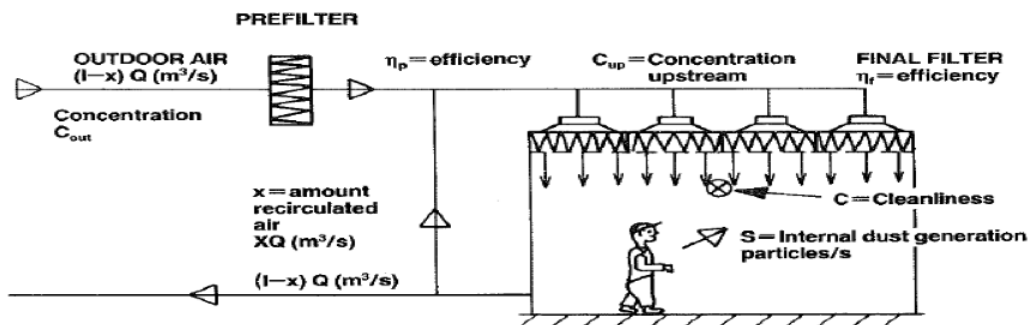 PREFILTER
OUTDOOR AIR
(I−x) Q (m³/s)
Concentration
Cout
ηp=efficiency
Cup=Concentration
upstream
FINAL FILTER
ηf=efficiency
x=amount
recirculated
air
XQ (m³/s)
(I−x) Q (m³/s)
C=Cleanliness
S=Internal dust generation
particles/s